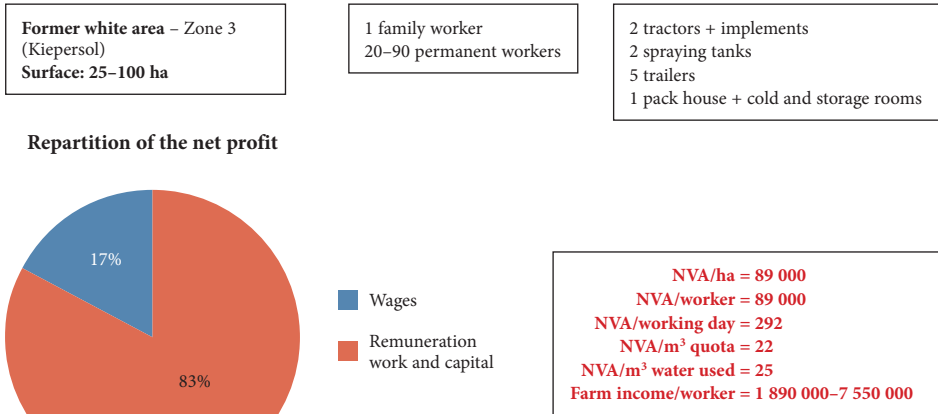 Former white area – Zone 3
(Kiepersol)
Surface: 25–100 ha
1 family worker
20–90 permanent workers
2 tractors + implements
2 spraying tanks
5 trailers
1 pack house + cold and storage rooms
Repartition of the net profit
17%
83%
Wages
Remuneration
work and capital
NVA/ha = 89 000
NVA/worker = 89 000
NVA/working day = 292
NVA/m³ quota = 22
NVA/m³ water used = 25
Farm income/worker = 1 890 000–7 550 000